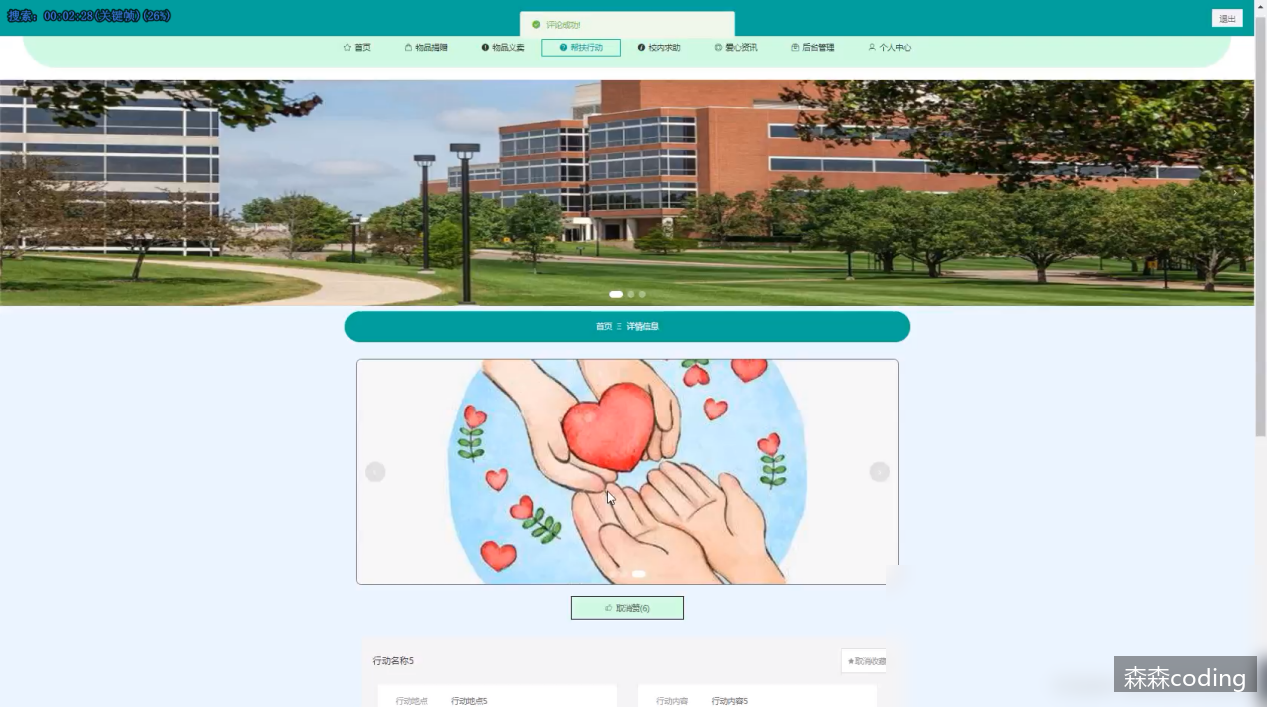 搜索: 00:02:28(关键帧)(26%)
评论成功!
退出
首页 物品捐赠 物品义卖 帮扶行动 校内求助 爱心资讯 后台管理 个人中心
首页 Ξ 详情信息
取消赞(6)
行动名称5
★取消收藏
行动地点 行动地点5 行动内容 行动内容5
森森coding